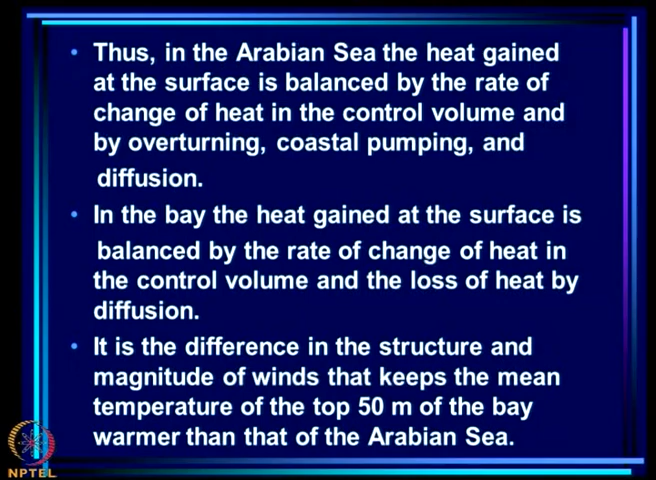 • Thus, in the Arabian Sea the heat gained
at the surface is balanced by the rate of
change of heat in the control volume and
by overturning, coastal pumping, and
diffusion.
• In the bay the heat gained at the surface is
balanced by the rate of change of heat in
the control volume and the loss of heat by
diffusion.
• It is the difference in the structure and
magnitude of winds that keeps the mean
temperature of the top 50 m of the bay
warmer than that of the Arabian Sea.
NPTEL